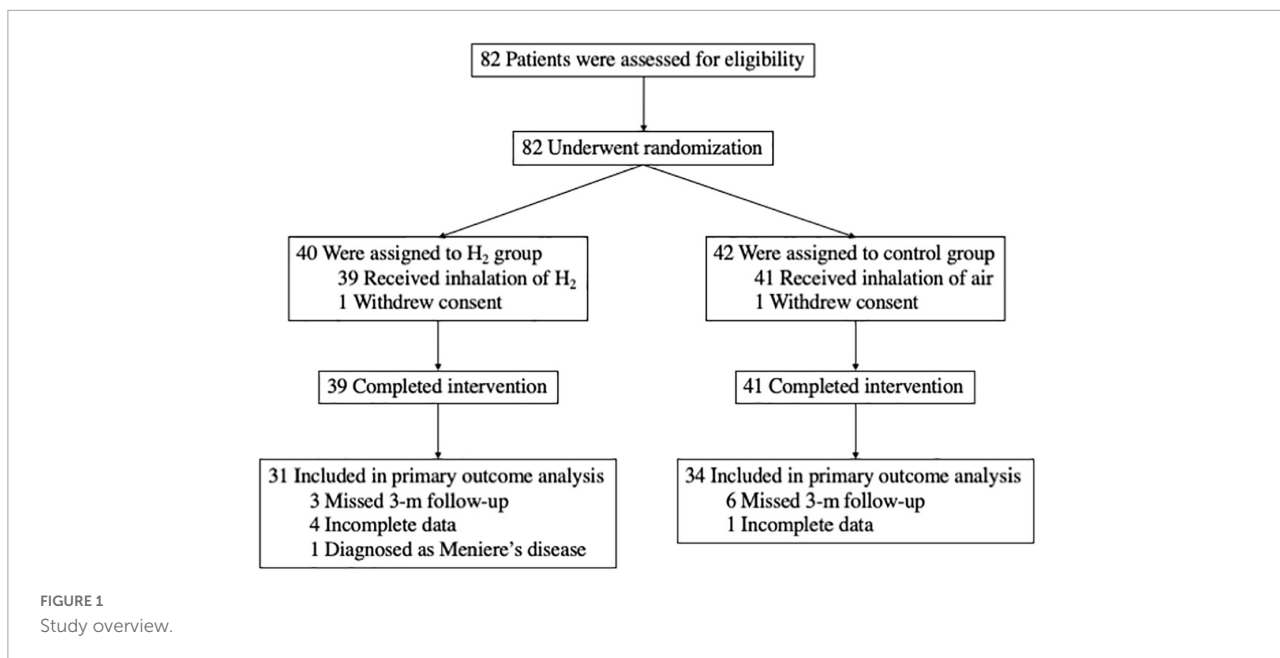 82 Patients were assessed for eligibility
82 Underwent randomization
40 Were assigned to H₂ group
39 Received inhalation of H₂
1 Withdrew consent
42 Were assigned to control group
41 Received inhalation of air
1 Withdrew consent
39 Completed intervention
41 Completed intervention
31 Included in primary outcome analysis
3 Missed 3-m follow-up
4 Incomplete data
1 Diagnosed as Meniere's disease
34 Included in primary outcome analysis
6 Missed 3-m follow-up
1 Incomplete data
FIGURE 1
Study overview.